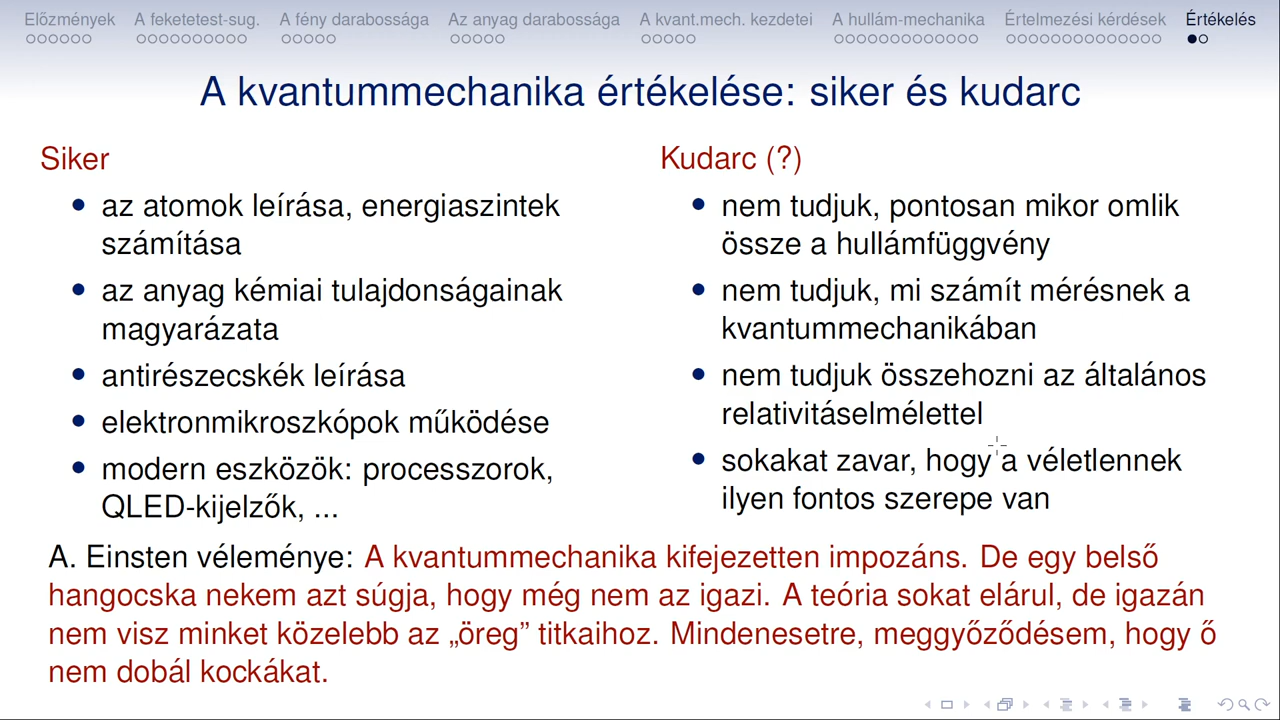 Előzmények A feketetest-sug. A fény darabossága Az anyag darabossága A kvant.mech. kezdetei A hullám-mechanika Értelmezési kérdések Értékelés
A kvantummechanika értékelése: siker és kudarc
Siker
az atomok leírása, energiaszintek
számítása
az anyag kémiai tulajdonságainak
magyarázata
antirészecskék leírása
elektronmikroszkópok működése
modern eszközök: processzorok,
QLED-kijelzők, ...
Kudarc (?)
nem tudjuk, pontosan mikor omlik
össze a hullámfüggvény
nem tudjuk, mi számít mérésnek a
kvantummechanikában
nem tudjuk összehozni az általános
relativitáselmélettel
sokakat zavar, hogy a véletlennek
ilyen fontos szerepe van
A. Einsten véleménye: A kvantummechanika kifejezetten impozáns. De egy belső
hangocska nekem azt súgja, hogy még nem az igazi. A teória sokat elárul, de igazán
nem visz minket közelebb az „öreg” titkaihoz. Mindenesetre, meggyőződésem, hogy ő
nem dobál kockákat.